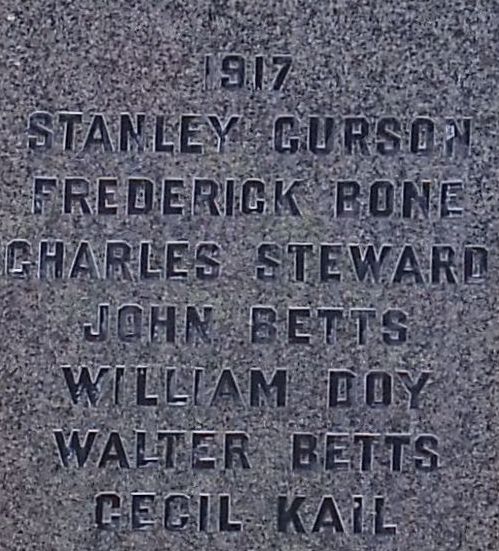 1917
STANLEY CURSON
FREDERICK BONE
CHARLES STEWARD
JOHN BETTS
WILLIAM DOY
WALTER BETTS
CECIL KAIL